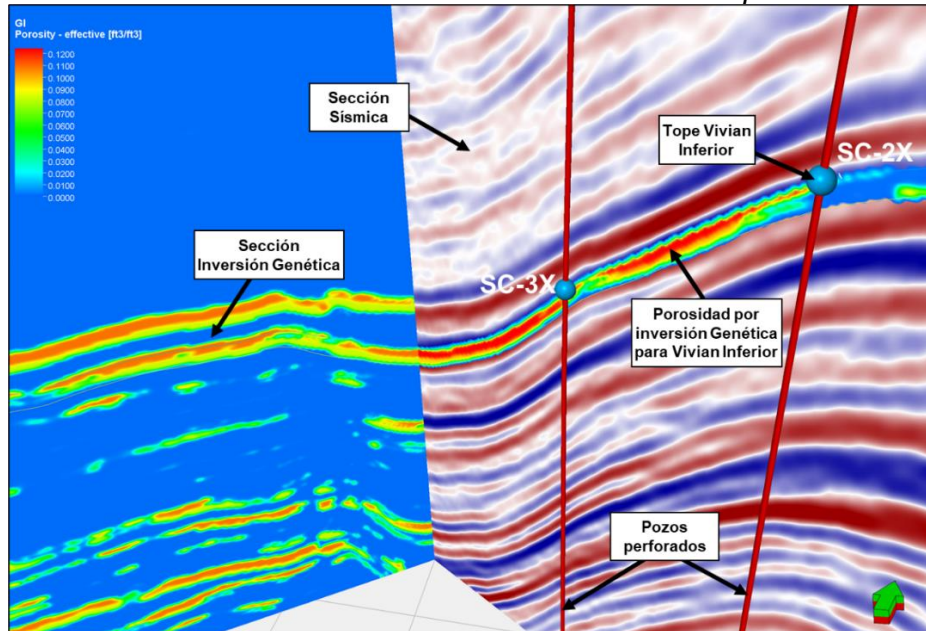 GI
Porosity - effective [ft3/ft3]
0.1200
0.1100
0.1000
0.0900
0.0800
0.0700
0.0600
0.0500
0.0400
0.0300
0.0200
0.0100
0.0000
Sección
Sísmica
Tope Vivian
Inferior
SC-2X
Sección
Inversión Genética
SC-3X
Porosidad por
inversión Genética
para Vivian Inferior
Pozos
perforados